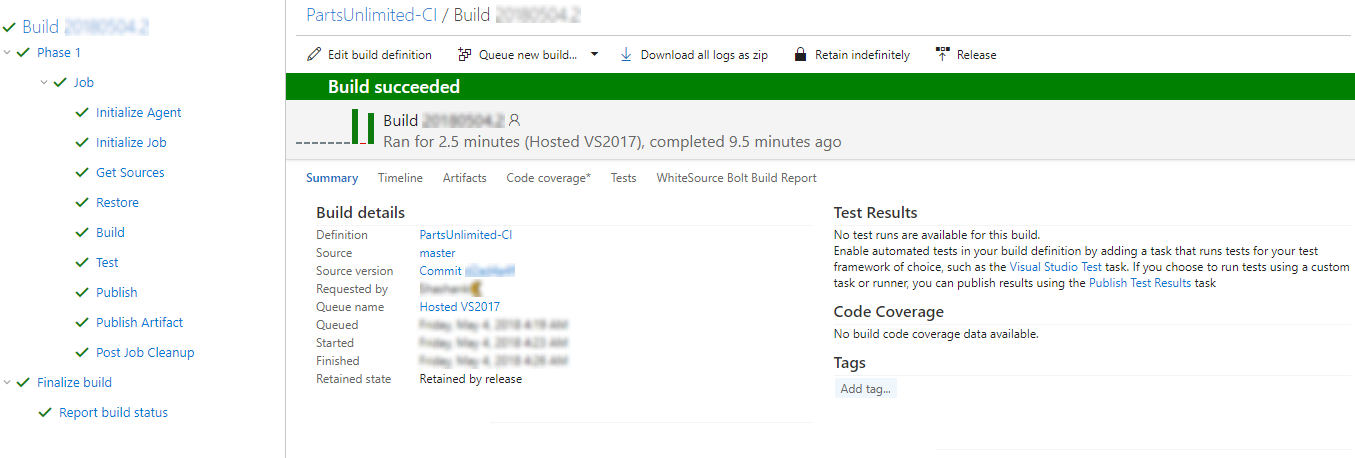 Build
Phase 1
Job
Initialize Agent
Initialize Job
Get Sources
Restore
Build
Test
Publish
Publish Artifact
Post Job Cleanup
Finalize build
Report build status
PartsUnlimited-CI / Build
Edit build definition Queue new build... Download all logs as zip Retain indefinitely Release
Build succeeded
Build
Ran for 2.5 minutes (Hosted VS2017), completed 9.5 minutes ago
Summary Timeline Artifacts Code coverage* Tests WhiteSource Bolt Build Report
Build details
Definition PartsUnlimited-CI
Source master
Source version Commit
Requested by
Queue name Hosted VS2017
Queued
Started
Finished
Retained state Retained by release
Test Results
No test runs are available for this build.
Enable automated tests in your build definition by adding a task that runs tests for your test
framework of choice, such as the Visual Studio Test task. If you choose to run tests using a custom
task or runner, you can publish results using the Publish Test Results task
Code Coverage
No build code coverage data available.
Tags
Add tag...